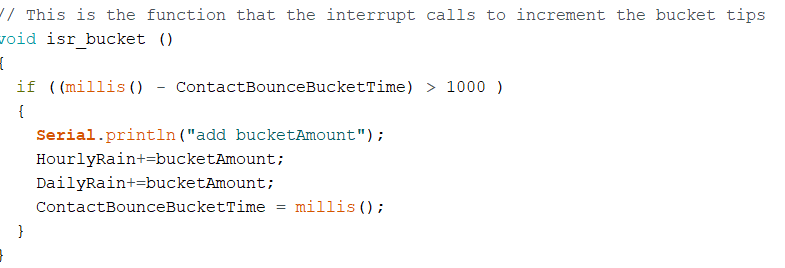 // This is the function that the interrupt calls to increment the bucket tips
void isr_bucket ()
{
if ((millis() - ContactBounceBucketTime) > 1000 )
{
Serial.println("add bucketAmount");
HourlyRain+=bucketAmount;
DailyRain+=bucketAmount;
ContactBounceBucketTime = millis();
}
}